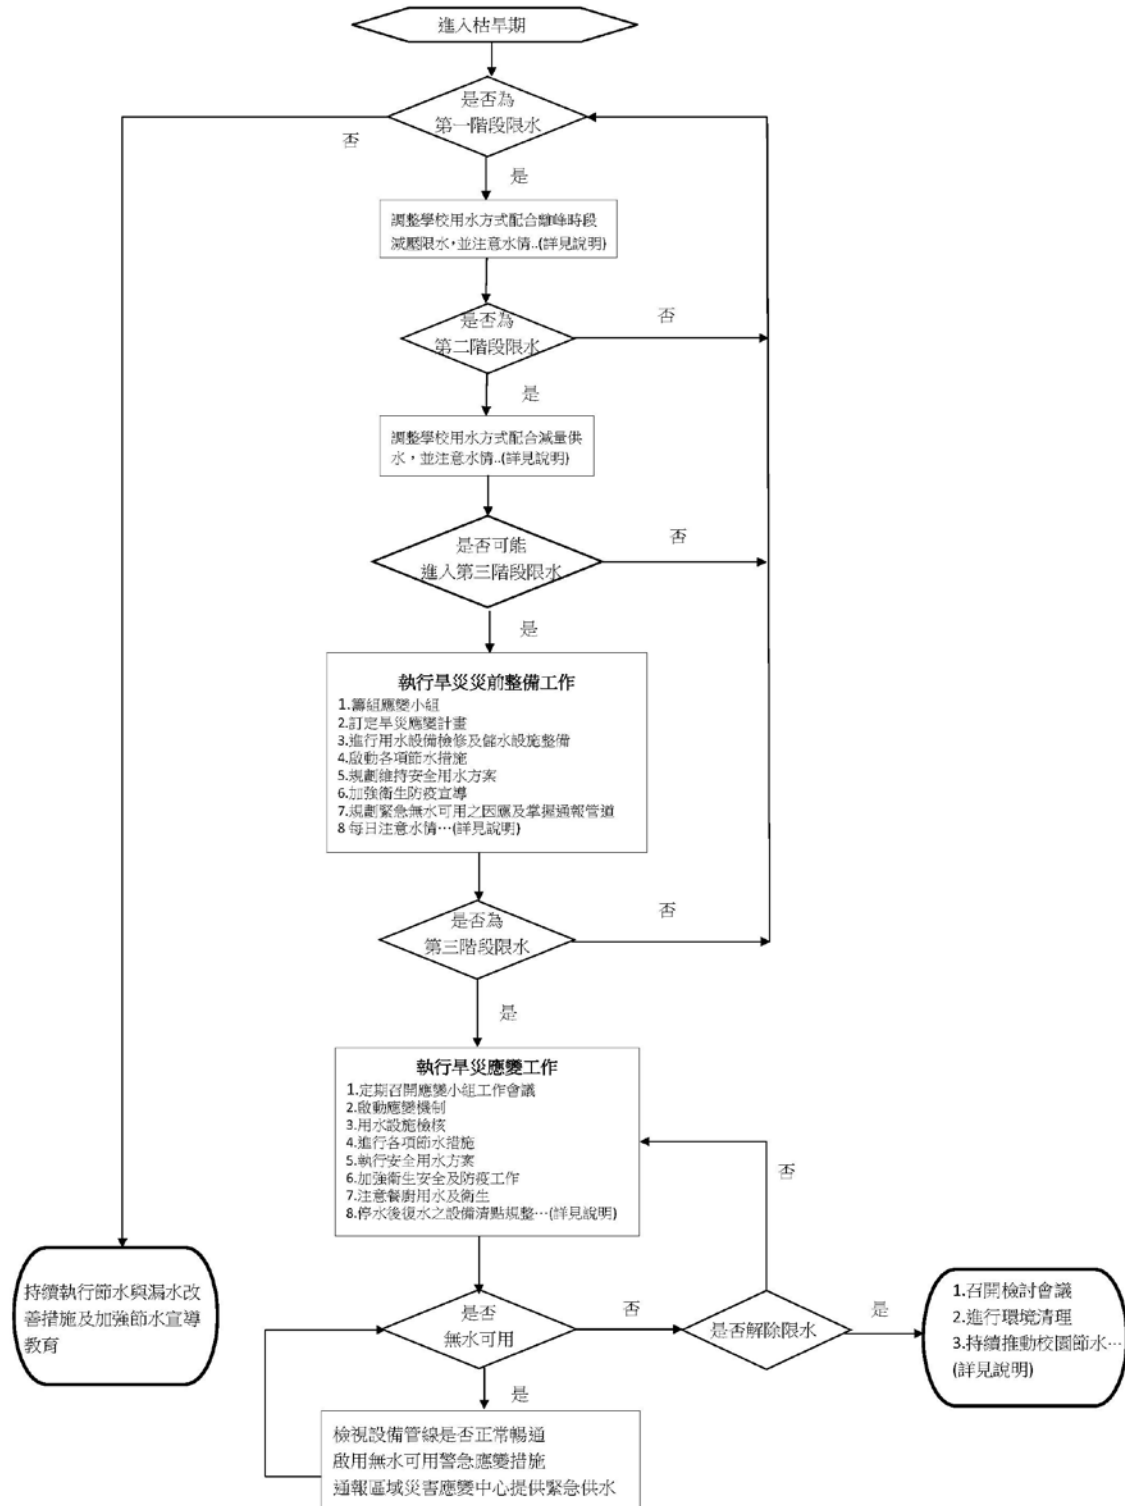 進入枯旱期
是否為
第一階段限水
否
是
調整學校用水方式配合離峰時段
減壓限水，並注意水情..(詳見說明)
是否為
第二階段限水
否
是
調整學校用水方式配合減量供
水，並注意水情..(詳見說明)
是否可能
進入第三階段限水
否
是
執行旱災災前整備工作
1.籌組應變小組
2.訂定旱災應變計畫
3.進行用水設備檢修及儲水設施整備
4.啟動各項節水措施
5.規劃維持安全用水方案
6.加強衛生防疫宣導
7.規劃緊急無水可用之因應及掌握通報管道
8 每日注意水情…(詳見說明)
是否為
第三階段限水
否
是
執行旱災應變工作
1.定期召開應變小組工作會議
2.啟動應變機制
3.用水設施檢核
4.進行各項節水措施
5.執行安全用水方案
6.加強衛生安全及防疫工作
7.注意餐廚用水及衛生
8.停水後復水之設備清點規整…(詳見說明)
否
持續執行節水與漏水改
善措施及加強節水宣導
教育
是否
無水可用
否
是否解除限水
是
1.召開檢討會議
2.進行環境清理
3.持續推動校園節水…
(詳見說明)
是
檢視設備管線是否正常暢通
啟用無水可用警急應變措施
通報區域災害應變中心提供緊急供水